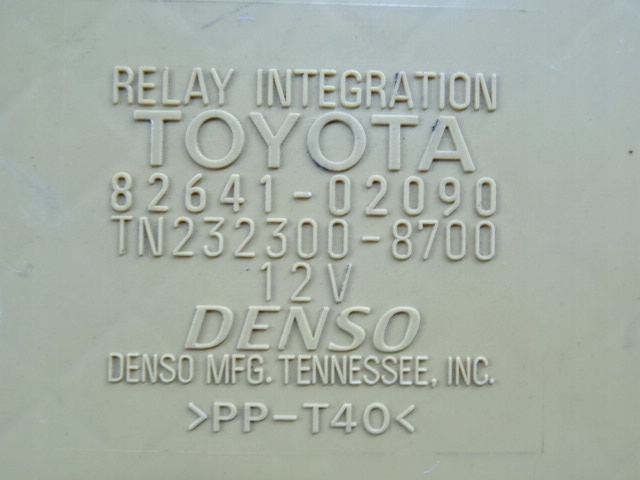 RELAY INTEGRATION
TOYOTA
82641-02090
TN232300-8700
12V
DENSO
DENSO MFG. TENNESSEE, INC.
>PP-T40<